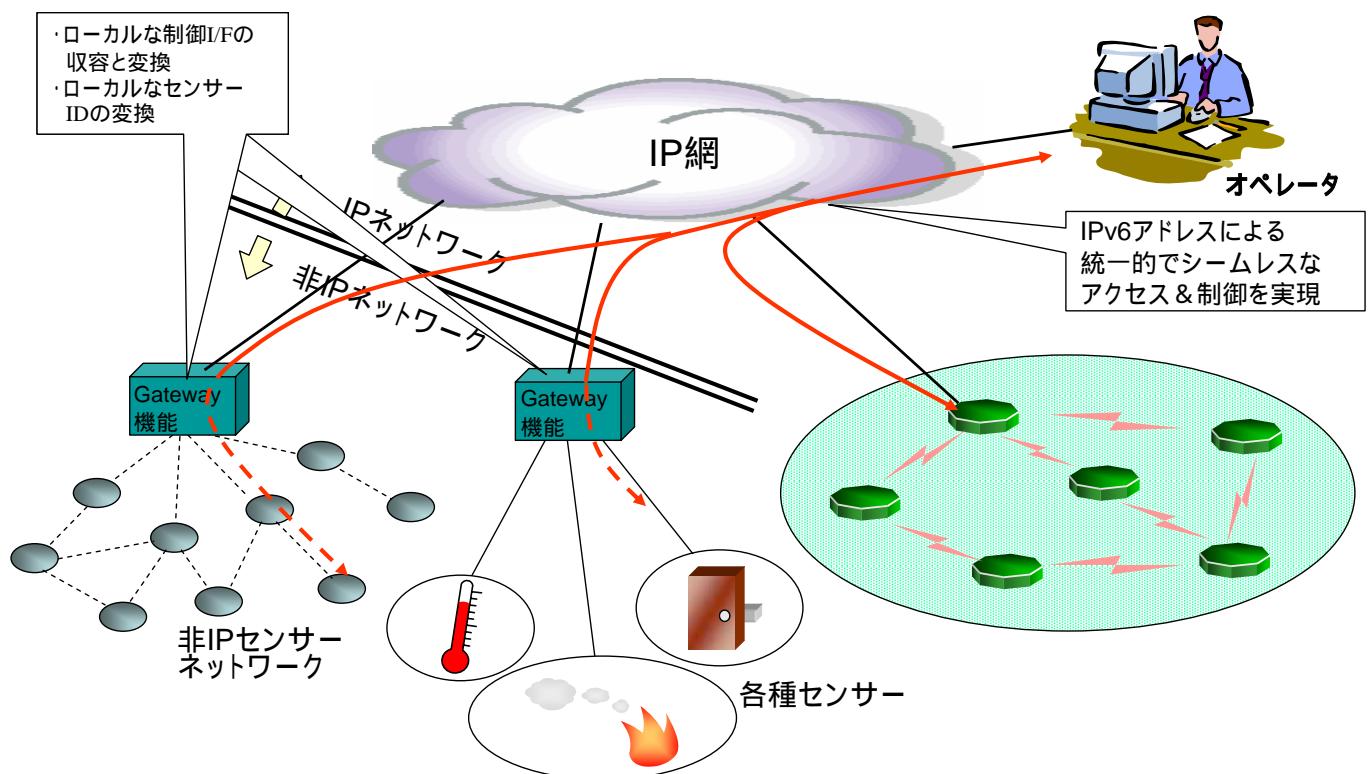 ･ローカルな制御I/Fの
収容と変換
･ローカルなセンサー
IDの変換
IP網
オペレータ
IPネットワーク
非IPネットワーク
IPv6アドレスによる
統一的でシームレスな
アクセス＆制御を実現
Gateway
機能
Gateway
機能
非IPセンサー
ネットワーク
各種センサー